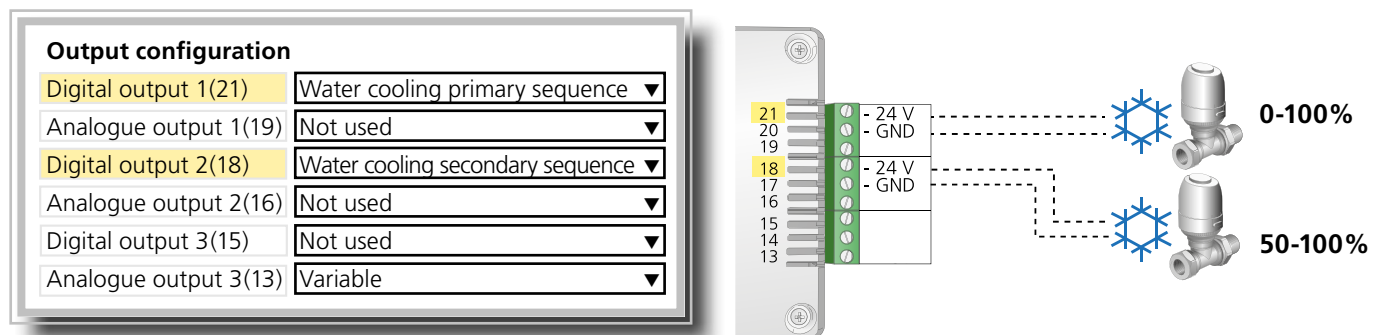 Output configuration
Digital output 1(21) Water cooling primary sequence ▼
Analogue output 1(19) Not used ▼
Digital output 2(18) Water cooling secondary sequence ▼
Analogue output 2(16) Not used ▼
Digital output 3(15) Not used ▼
Analogue output 3(13) Variable ▼
21 - 24 V
20 - GND
19
18 - 24 V
17 - GND
16
15
14
13
0-100%
50-100%